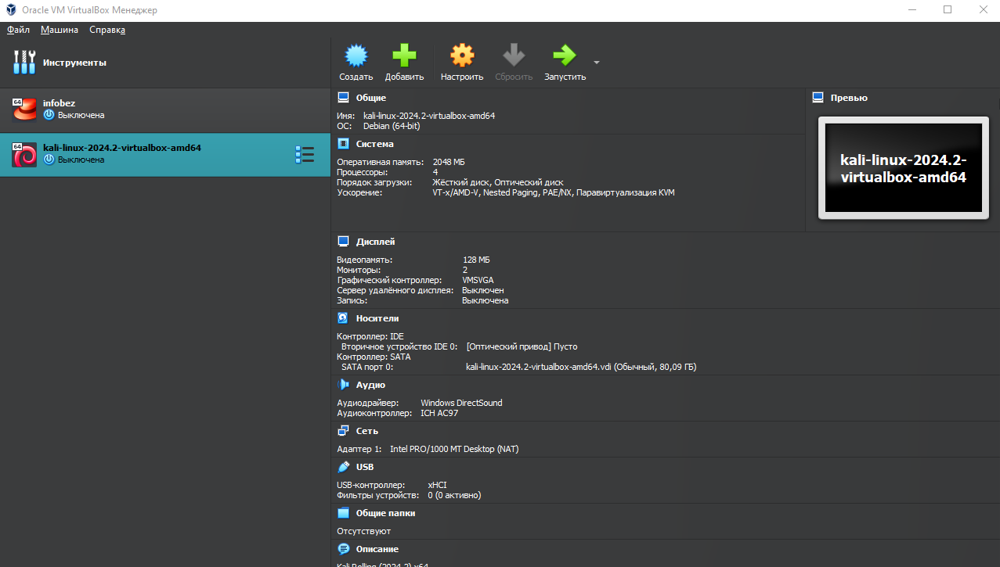 Oracle VM VirtualBox Менеджер
Файл Машина Справка
Инструменты
Создать Добавить Настроить Сбросить Запустить
64 infobez
Выключена
64 kali-linux-2024.2-virtualbox-amd64
Выключена
Общие
Имя: kali-linux-2024.2-virtualbox-amd64
ОС: Debian (64-bit)
Система
Оперативная память: 2048 МБ
Процессоры: 4
Порядок загрузки: Жёсткий диск, Оптический диск
Ускорение: VT-x/AMD-V, Nested Paging, PAE/NX, Паравиртуализация KVM
Превью
kali-linux-2024.2-
virtualbox-amd64
Дисплей
Видеопамять: 128 МБ
Мониторы: 2
Графический контроллер: VMSVGA
Сервер удалённого дисплея: Выключен
Запись: Выключена
Носители
Контроллер: IDE
Вторичное устройство IDE 0: [Оптический привод] Пусто
Контроллер: SATA
SATA порт 0: kali-linux-2024.2-virtualbox-amd64.vdi (Обычный, 80,09 ГБ)
Аудио
Аудиодрайвер: Windows DirectSound
Аудиоконтроллер: ICH AC97
Сеть
Адаптер 1: Intel PRO/1000 MT Desktop (NAT)
USB
USB-контроллер: xHCI
Фильтры устройств: 0 (0 активно)
Общие папки
Отсутствуют
Описание
Kali Rolling (2024.2) x64